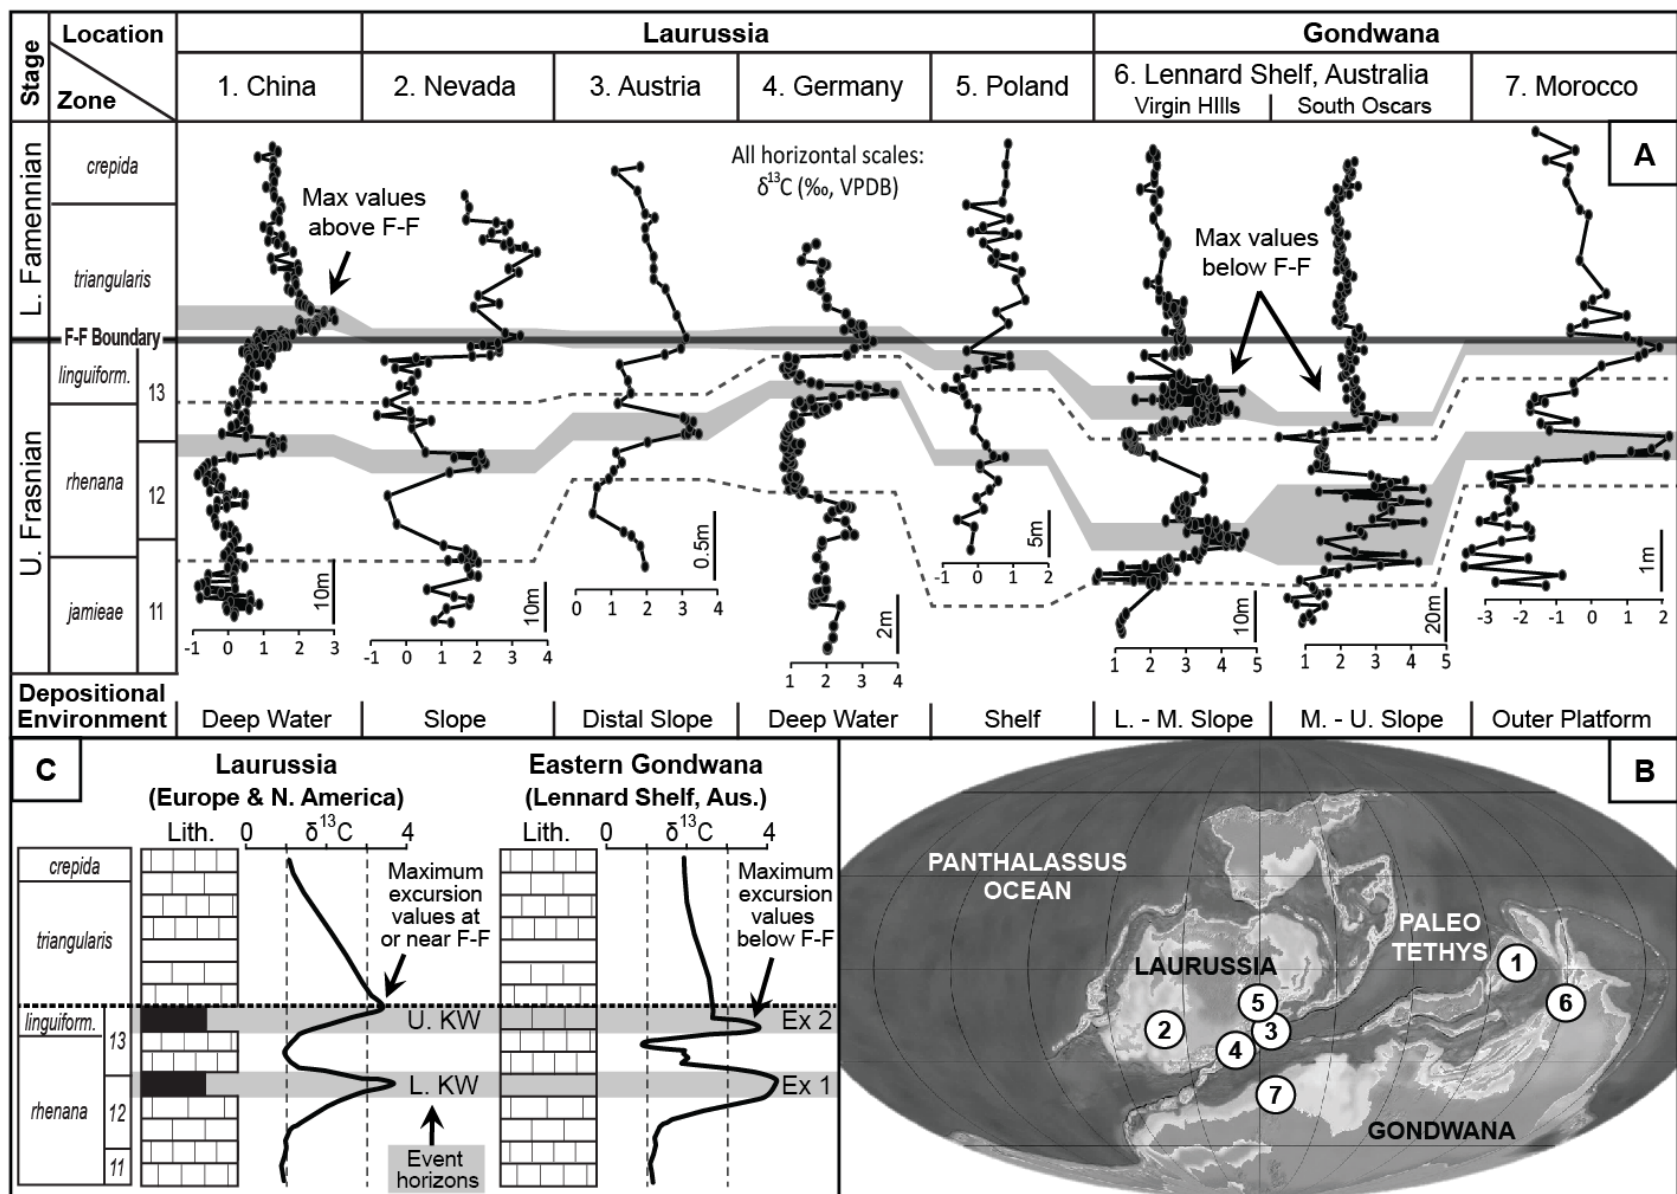 Stage
Location
Zone
Laurussia
Gondwana
1. China
2. Nevada
3. Austria
4. Germany
5. Poland
6. Lennard Shelf, Australia
Virgin HIlls
South Oscars
7. Morocco
A
L. Famennian
U. Frasnian
crepida
triangularis
F-F Boundary
linguiform.
rhenana
jamieae
13
12
11
Max values
above F-F
All horizontal scales:
δ13C (‰, VPDB)
Max values
below F-F
10m
-1 0 1 2 3
10m
-1 0 1 2 3 4
0.5m
0 1 2 3 4
2m
1 2 3 4
5m
-1 0 1 2
10m
1 2 3 4 5
20m
1 2 3 4 5
1m
-3 -2 -1 0 1 2
Depositional
Environment
Deep Water
Slope
Distal Slope
Deep Water
Shelf
L. - M. Slope
M. - U. Slope
Outer Platform
C
Laurussia
(Europe & N. America)
Lith. 0 δ13C 4
Eastern Gondwana
(Lennard Shelf, Aus.)
Lith. 0 δ13C 4
crepida
triangularis
linguiform.
rhenana
13
12
11
Maximum
excursion
values at
or near F-F
U. KW
L. KW
Event
horizons
Maximum
excursion
values
below F-F
Ex 2
Ex 1
B
PANTHALASSUS
OCEAN
PALEO
TETHYS
LAURUSSIA
GONDWANA
1
2
3
4
5
6
7